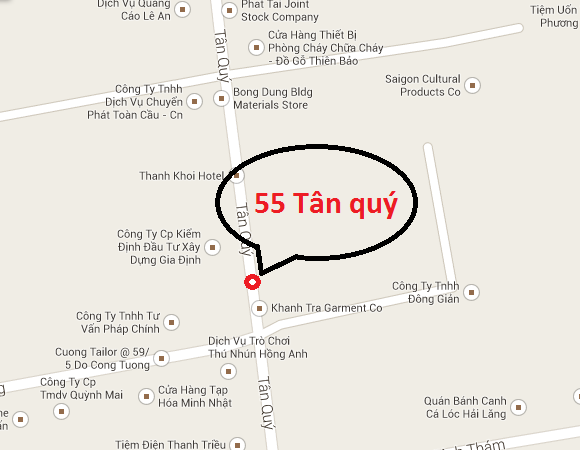 Dịch Vụ Quảng
Cáo Lê An
Phat Tai Joint
Stock Company
Tiệm Uốn
Phương
Tân Quý
Cửa Hàng Thiết Bị
Phòng Cháy Chữa Cháy
- Đồ Gỗ Thiên Bảo
Công Ty Tnhh
Dịch Vụ Chuyển
Phát Toàn Cầu - Cn
Bong Dung Bldg
Materials Store
Saigon Cultural
Products Co
Thanh Khoi Hotel
55 Tân quý
Tân Quý
Công Ty Cp Kiểm
Định Đầu Tư Xây
Dựng Gia Định
Công Ty Tnhh
Đông Giản
Khanh Tra Garment Co
Công Ty Tnhh Tư
Vấn Pháp Chính
Dịch Vụ Trò Chơi
Thú Nhún Hồng Anh
Cuong Tailor @ 59/
5 Do Cong Tuong
Công Ty Cp
Tmdv Quỳnh Mai
Cửa Hàng Tạp
Hóa Minh Nhật
Tân Quý
Quán Bánh Canh
Cá Lóc Hải Lăng
Tiệm Điện Thanh Triều
Thám